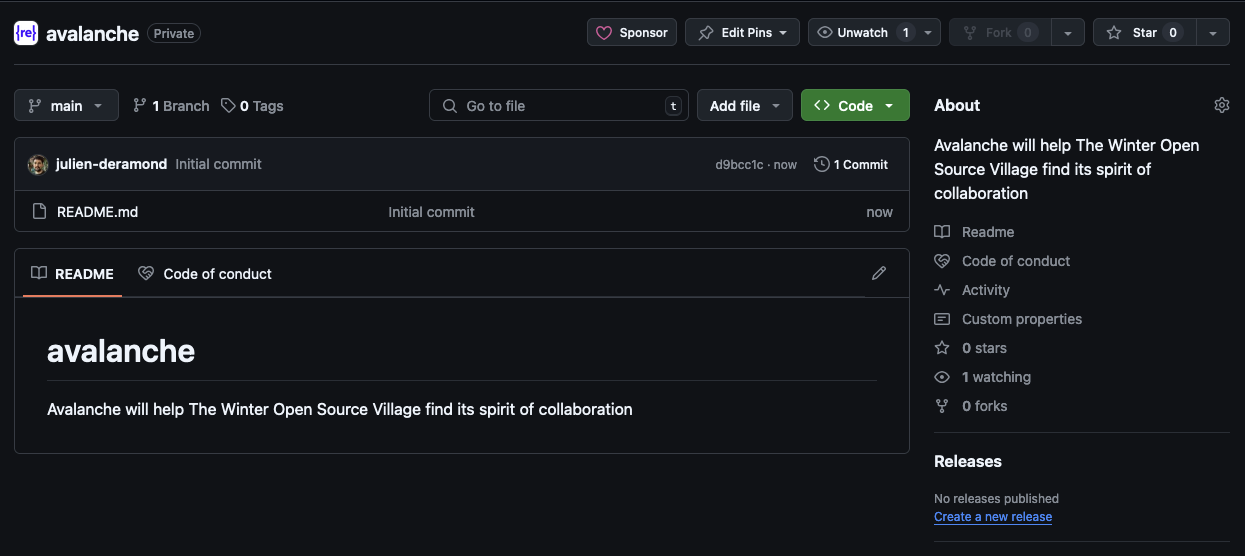 {re} avalanche Private Sponsor Edit Pins Unwatch 1 Fork 0 Star 0
main 1 Branch 0 Tags Go to file t Add file Code
julien-deramond Initial commit d9bcc1c · now 1 Commit
README.md Initial commit now
README Code of conduct
avalanche
Avalanche will help The Winter Open Source Village find its spirit of collaboration
About
Avalanche will help The Winter Open
Source Village find its spirit of
collaboration
Readme
Code of conduct
Activity
Custom properties
0 stars
1 watching
0 forks
Releases
No releases published
Create a new release